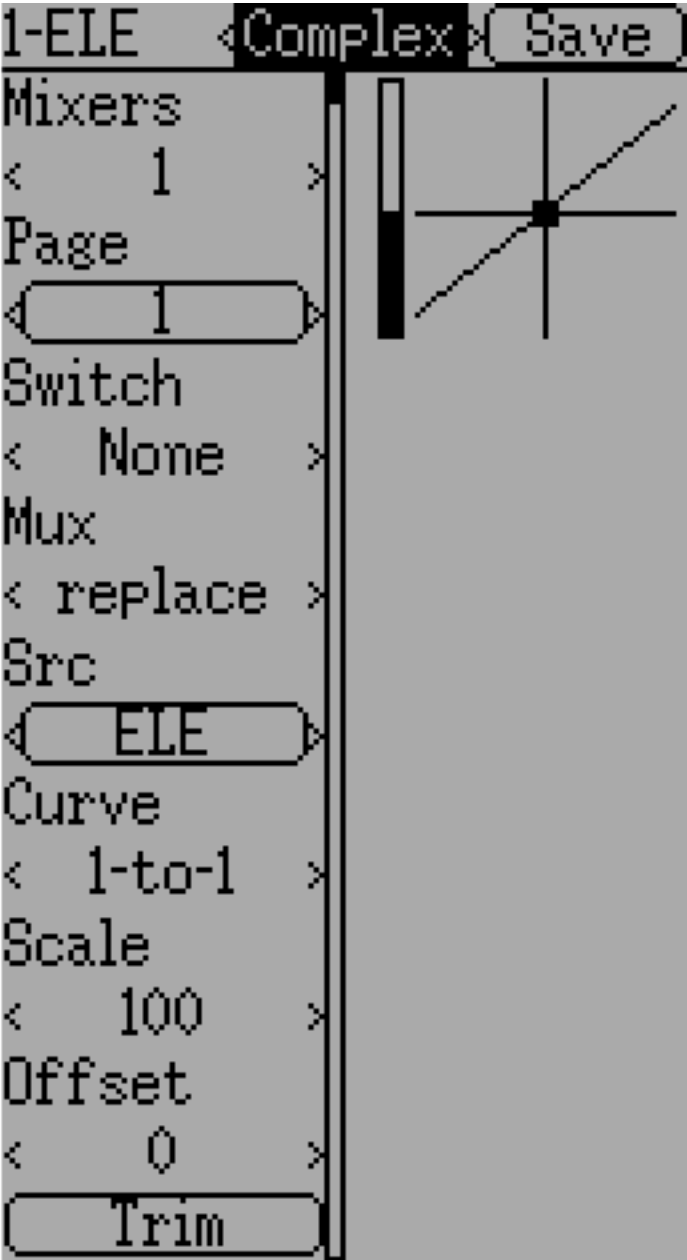 1-ELE <Complex> Save
Mixers
< 1 >
Page
< 1 >
Switch
< None >
Mux
< replace >
Src
< ELE >
Curve
< 1-to-1 >
Scale
< 100 >
Offset
< 0 >
Trim